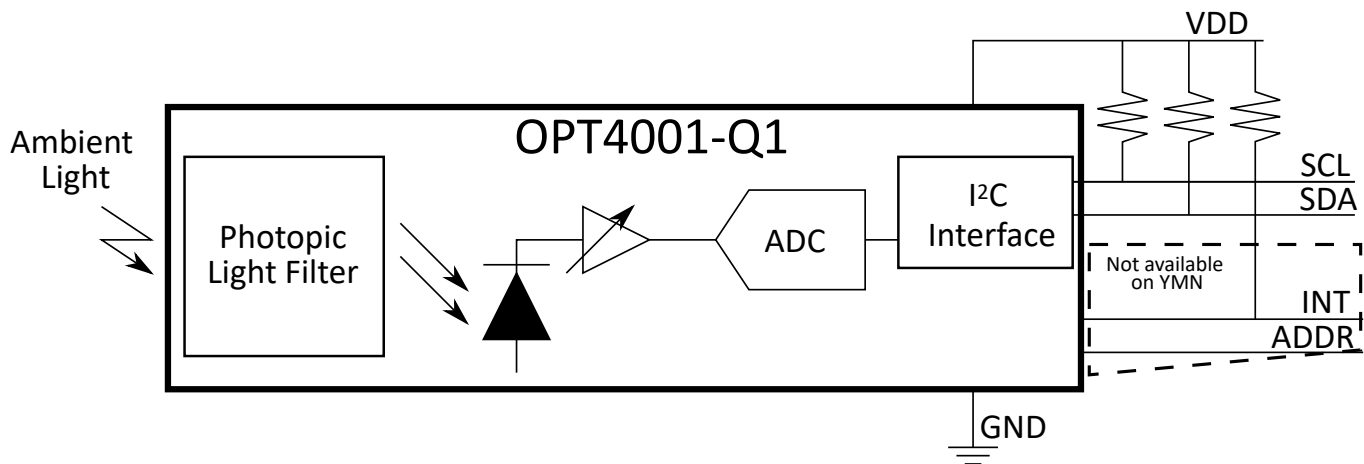 VDD
OPT4001-Q1
Ambient
Light
Photopic
Light Filter
ADC
I²C
Interface
SCL
SDA
Not available
on YMN
INT
ADDR
GND